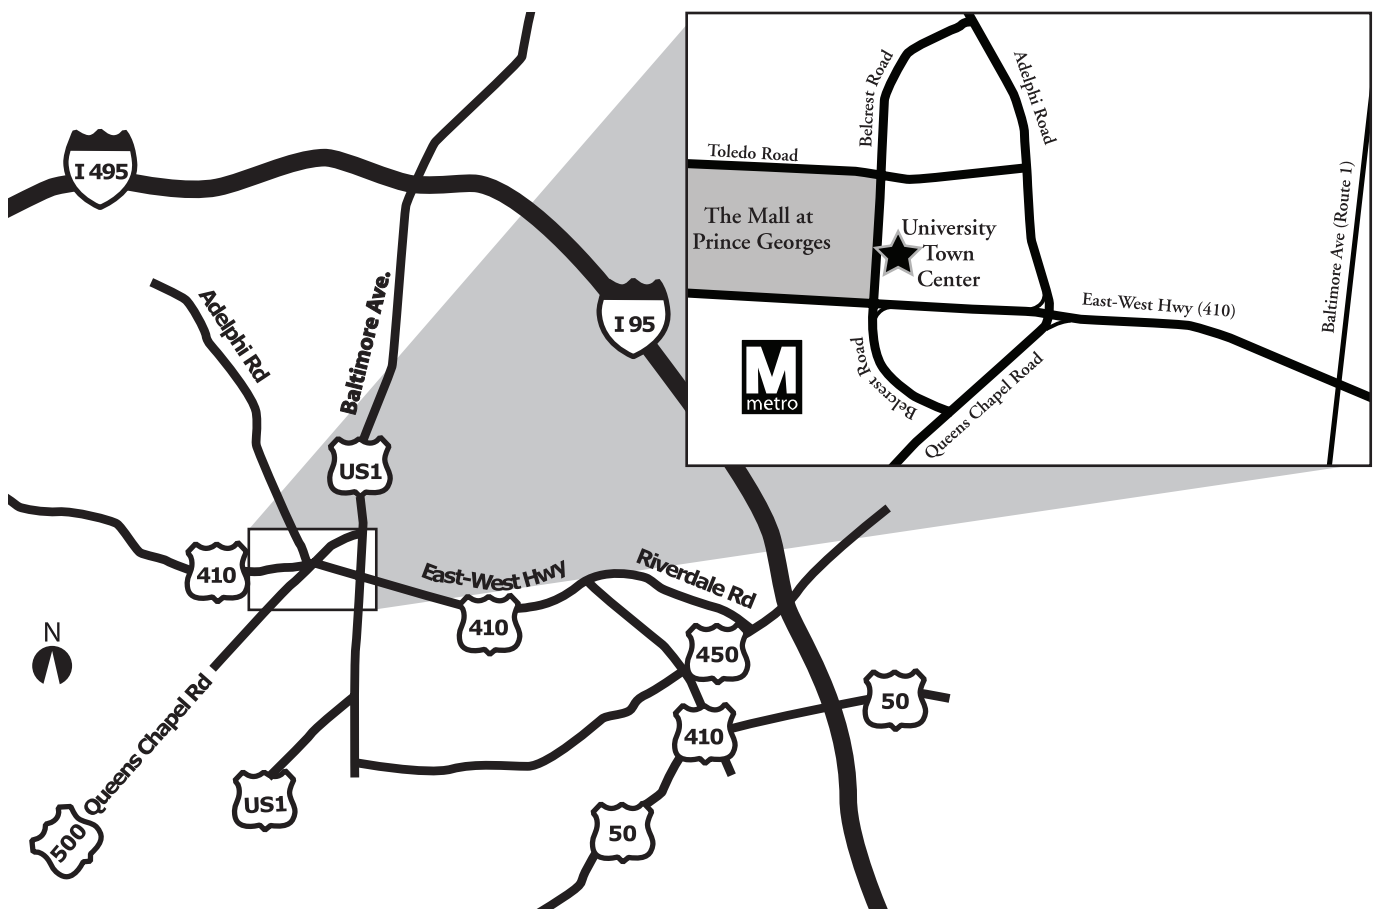 I 495
Adelphi Rd
Baltimore Ave.
US1
I 95
410
East-West Hwy
410
Riverdale Rd
450
410
50
50
N
Queens Chapel Rd
500
US1
Belcrest Road
Adelphi Road
Toledo Road
The Mall at
Prince Georges
University
Town
Center
East-West Hwy (410)
Baltimore Ave (Route 1)
M
metro
Belcrest Road
Queens Chapel Road